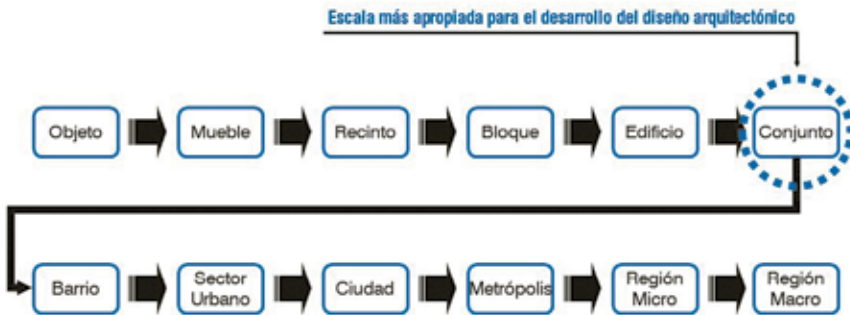 Escala más apropiada para el desarrollo del diseño arquitectónico
Objeto
Mueble
Recinto
Bloque
Edificio
Conjunto
Barrio
Sector
Urbano
Ciudad
Metrópolis
Región
Micro
Región
Macro